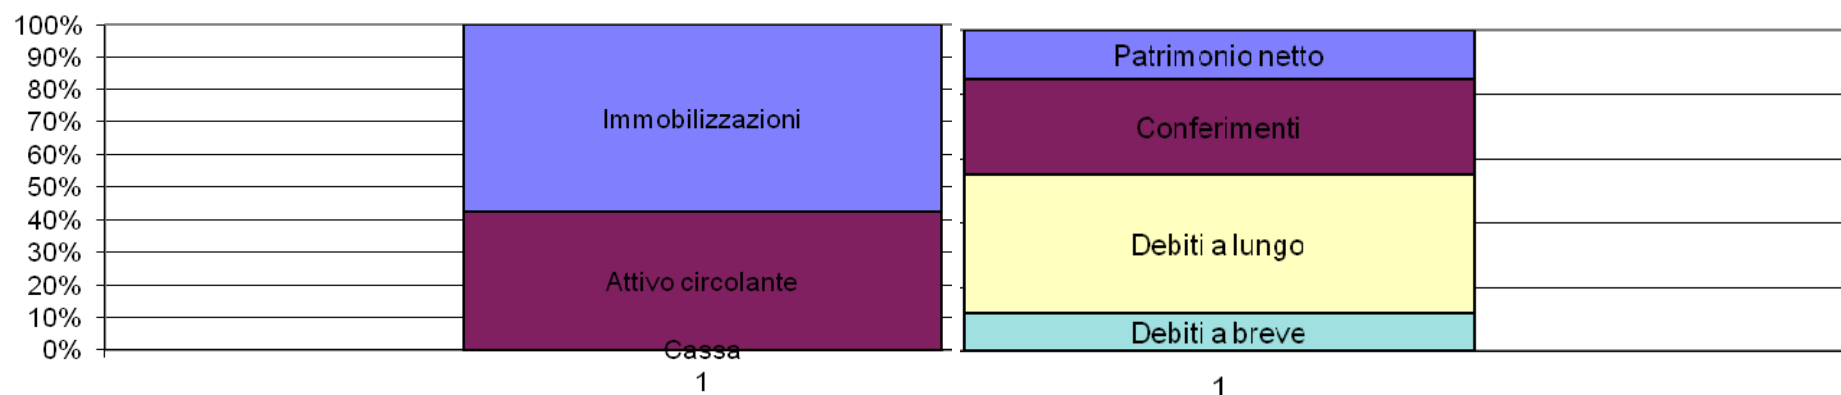 100%
90%
80%
70%
60%
50%
40%
30%
20%
10%
0%
Immobilizzazioni
Attivo circolante
Cassa
1
Patrimonio netto
Conferimenti
Debiti a lungo
Debiti a breve
1